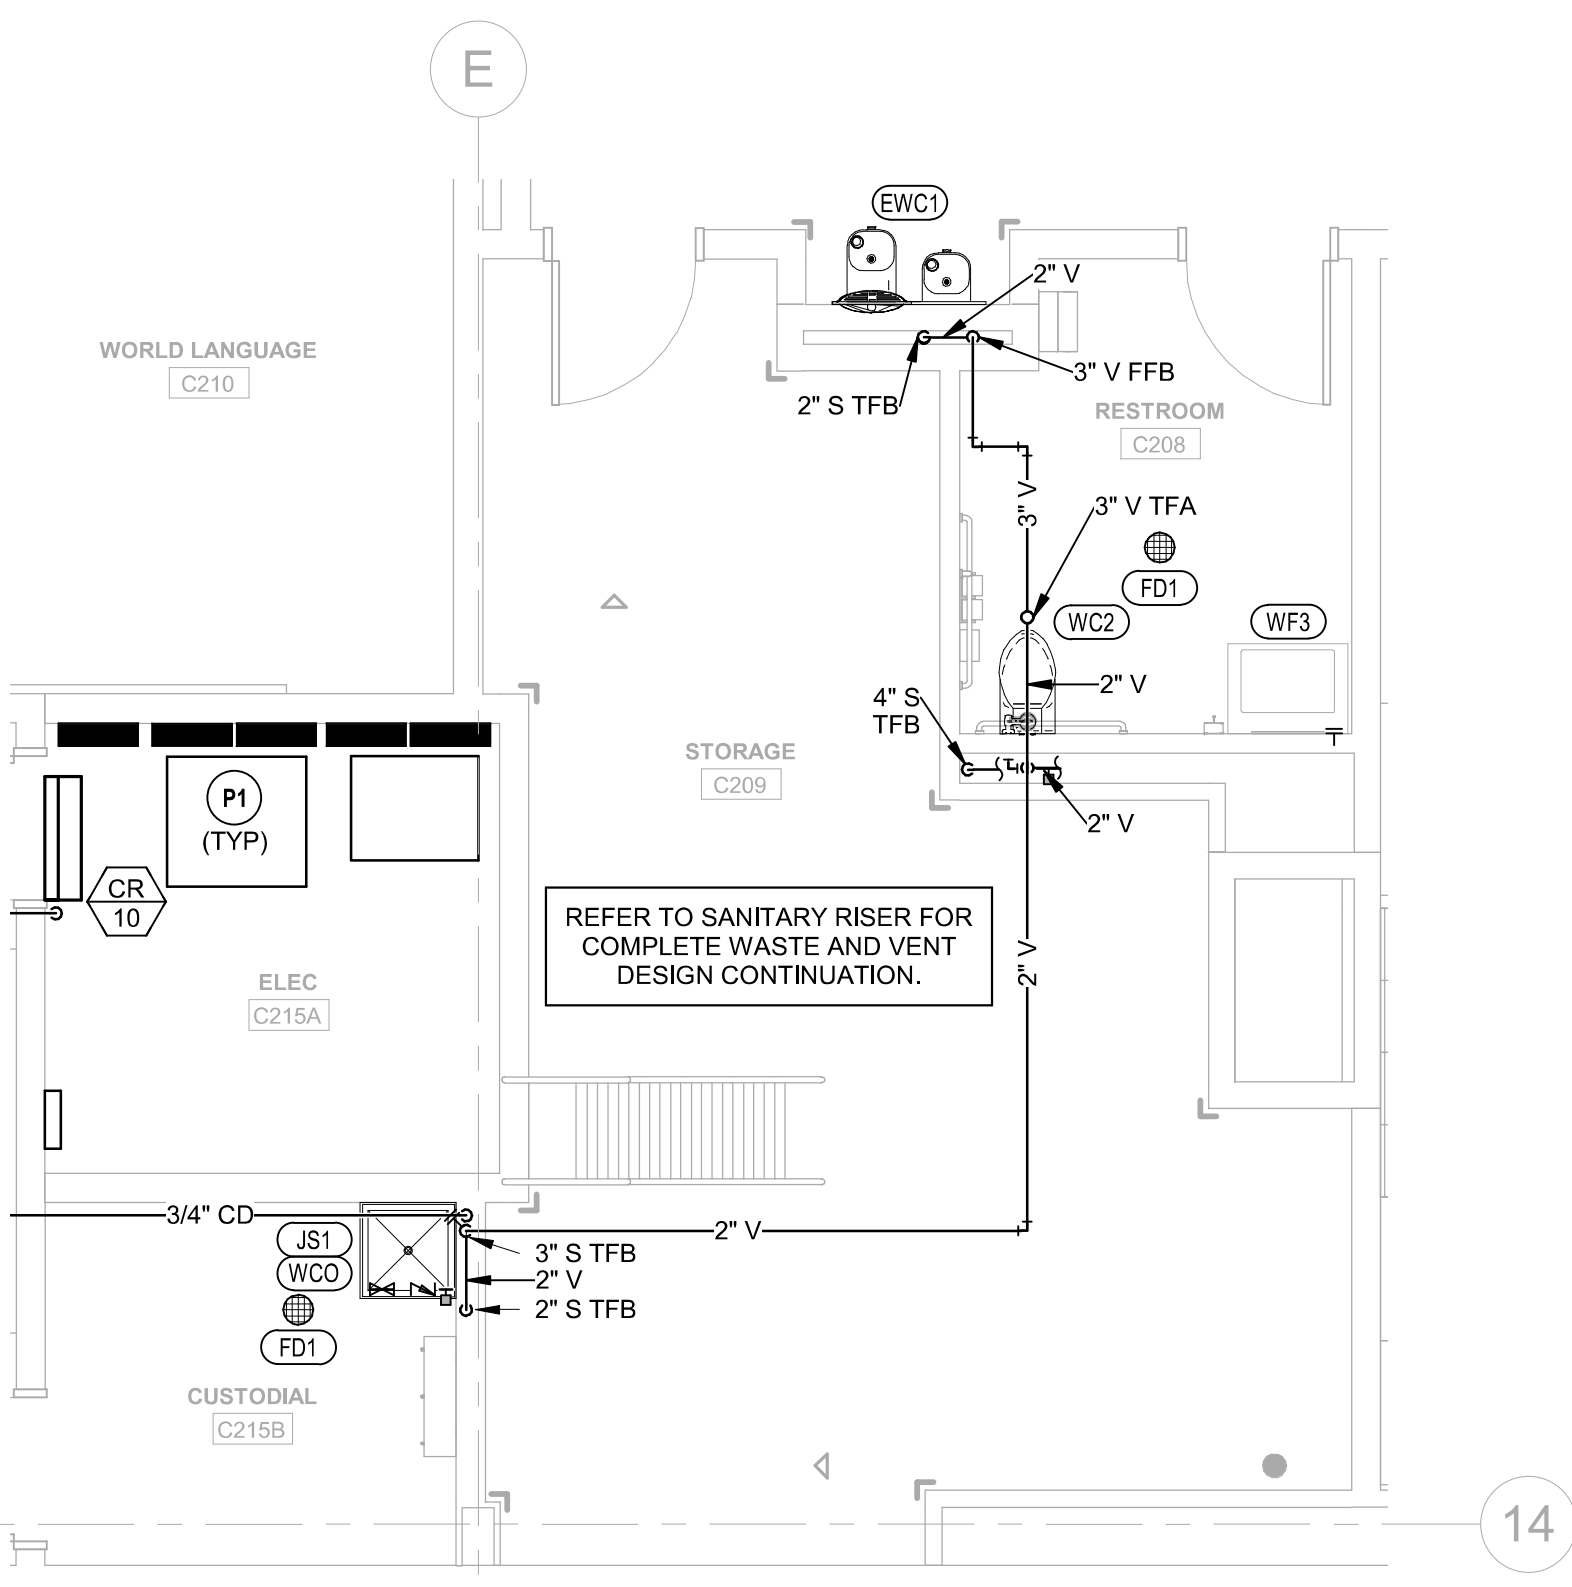 E
EWC1
2" V
WORLD LANGUAGE
C210
3" V FFB
2" S TFB
RESTROOM
C208
3" V
3" V TFA
FD1
WC2
WF3
2" V
4" S
TFB
STORAGE
C209
P1
(TYP)
2" V
CR
10
REFER TO SANITARY RISER FOR
COMPLETE WASTE AND VENT
DESIGN CONTINUATION.
2" V
ELEC
C215A
3/4" CD
2" V
JS1
WCO
3" S TFB
2" V
2" S TFB
FD1
CUSTODIAL
C215B
14